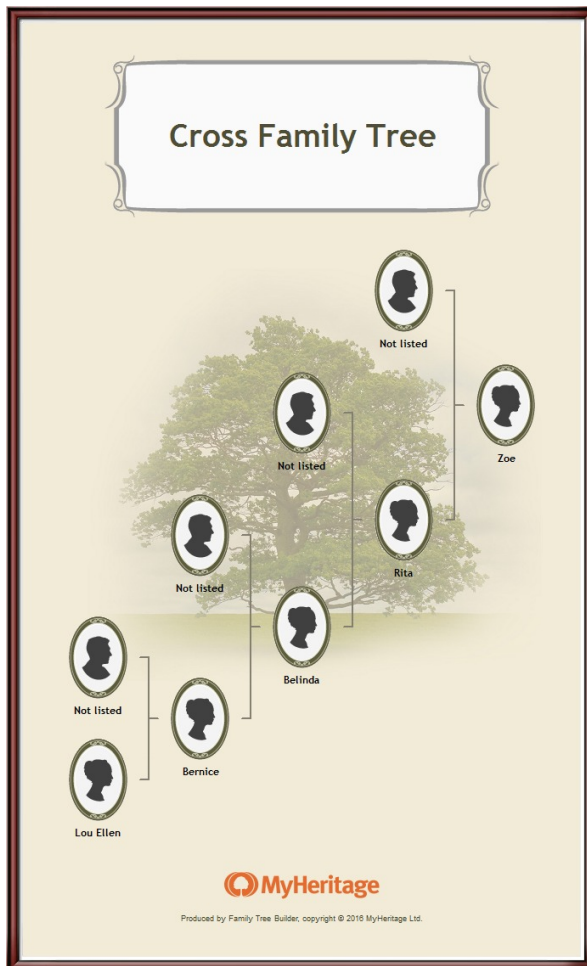 Cross Family Tree
Not listed
Zoe
Not listed
Rita
Not listed
Belinda
Not listed
Bernice
Lou Ellen
MyHeritage
Produced by Family Tree Builder, copyright © 2016 MyHeritage Ltd.